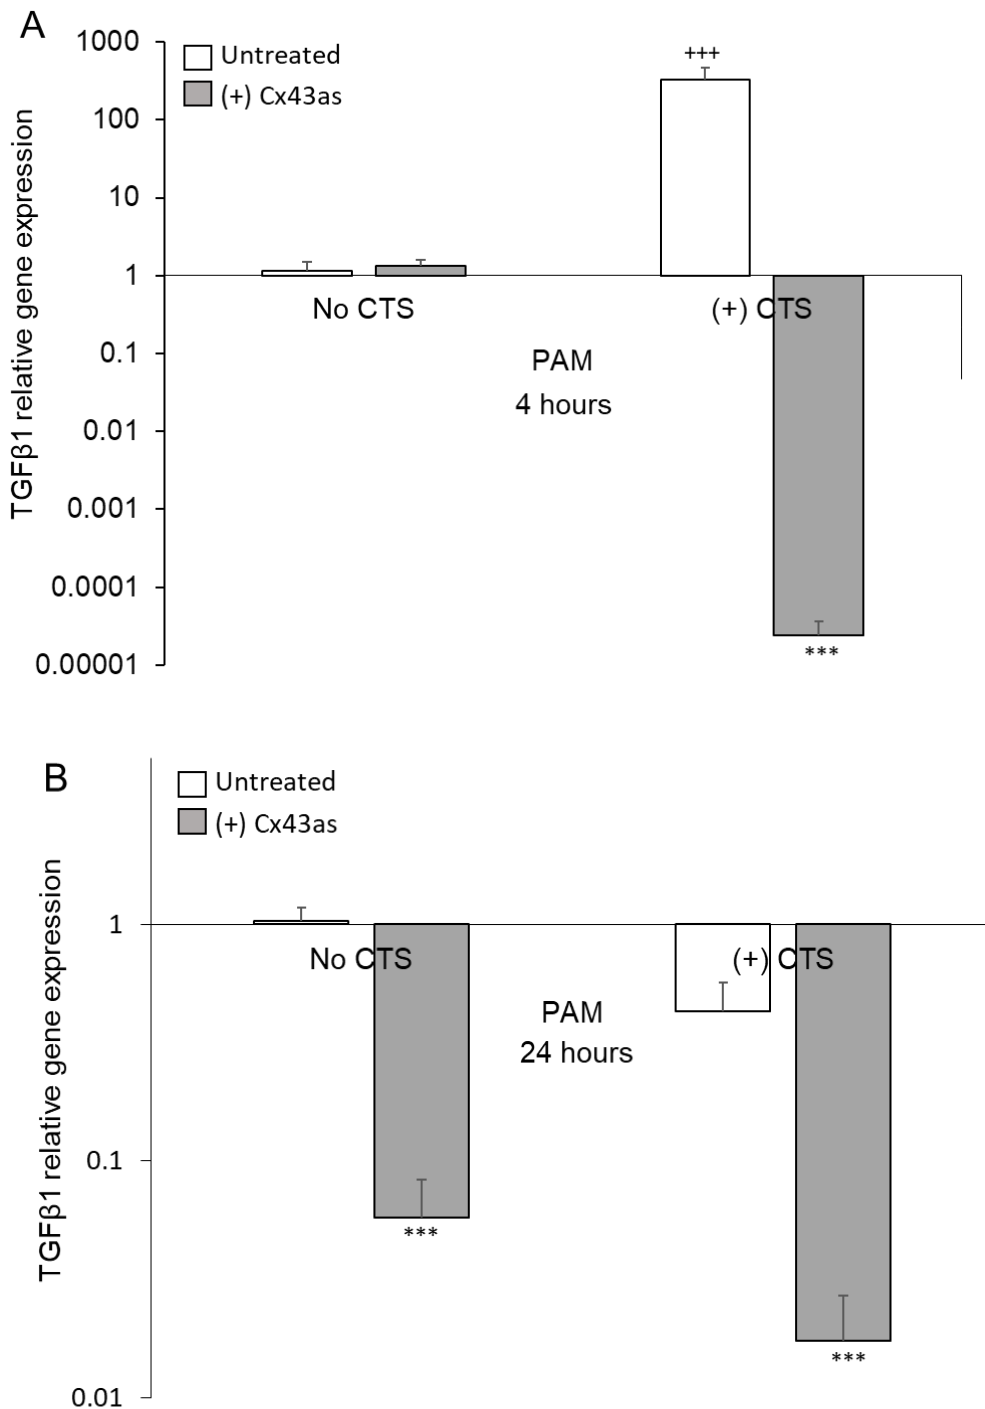 A
TGFβ1 relative gene expression
1000
100
10
1
0.1
0.01
0.001
0.0001
0.00001
Untreated
(+) Cx43as
+++
No CTS
(+) CTS
PAM
4 hours
***
B
TGFβ1 relative gene expression
1
0.1
0.01
Untreated
(+) Cx43as
No CTS
(+) CTS
PAM
24 hours
***
***